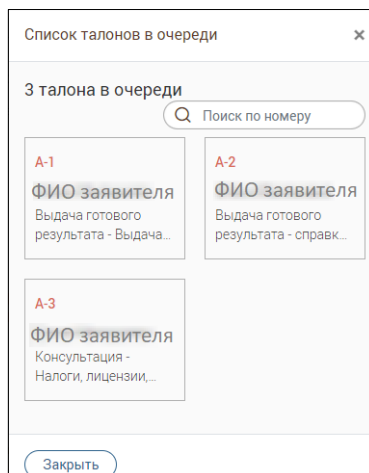 Список талонов в очереди ×
3 талона в очереди
Поиск по номеру
А-1
ФИО заявителя
Выдача готового
результата - Выдача...
А-2
ФИО заявителя
Выдача готового
результата - справк...
А-3
ФИО заявителя
Консультация -
Налоги, лицензии,...
Закрыть